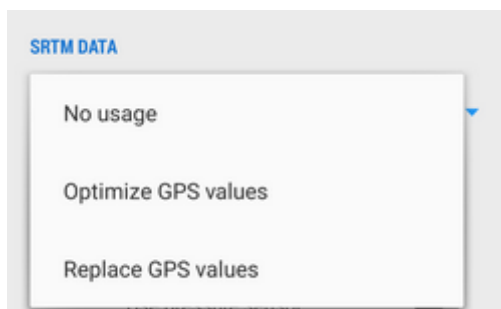 SRTM DATA
No usage
Optimize GPS values
Replace GPS values